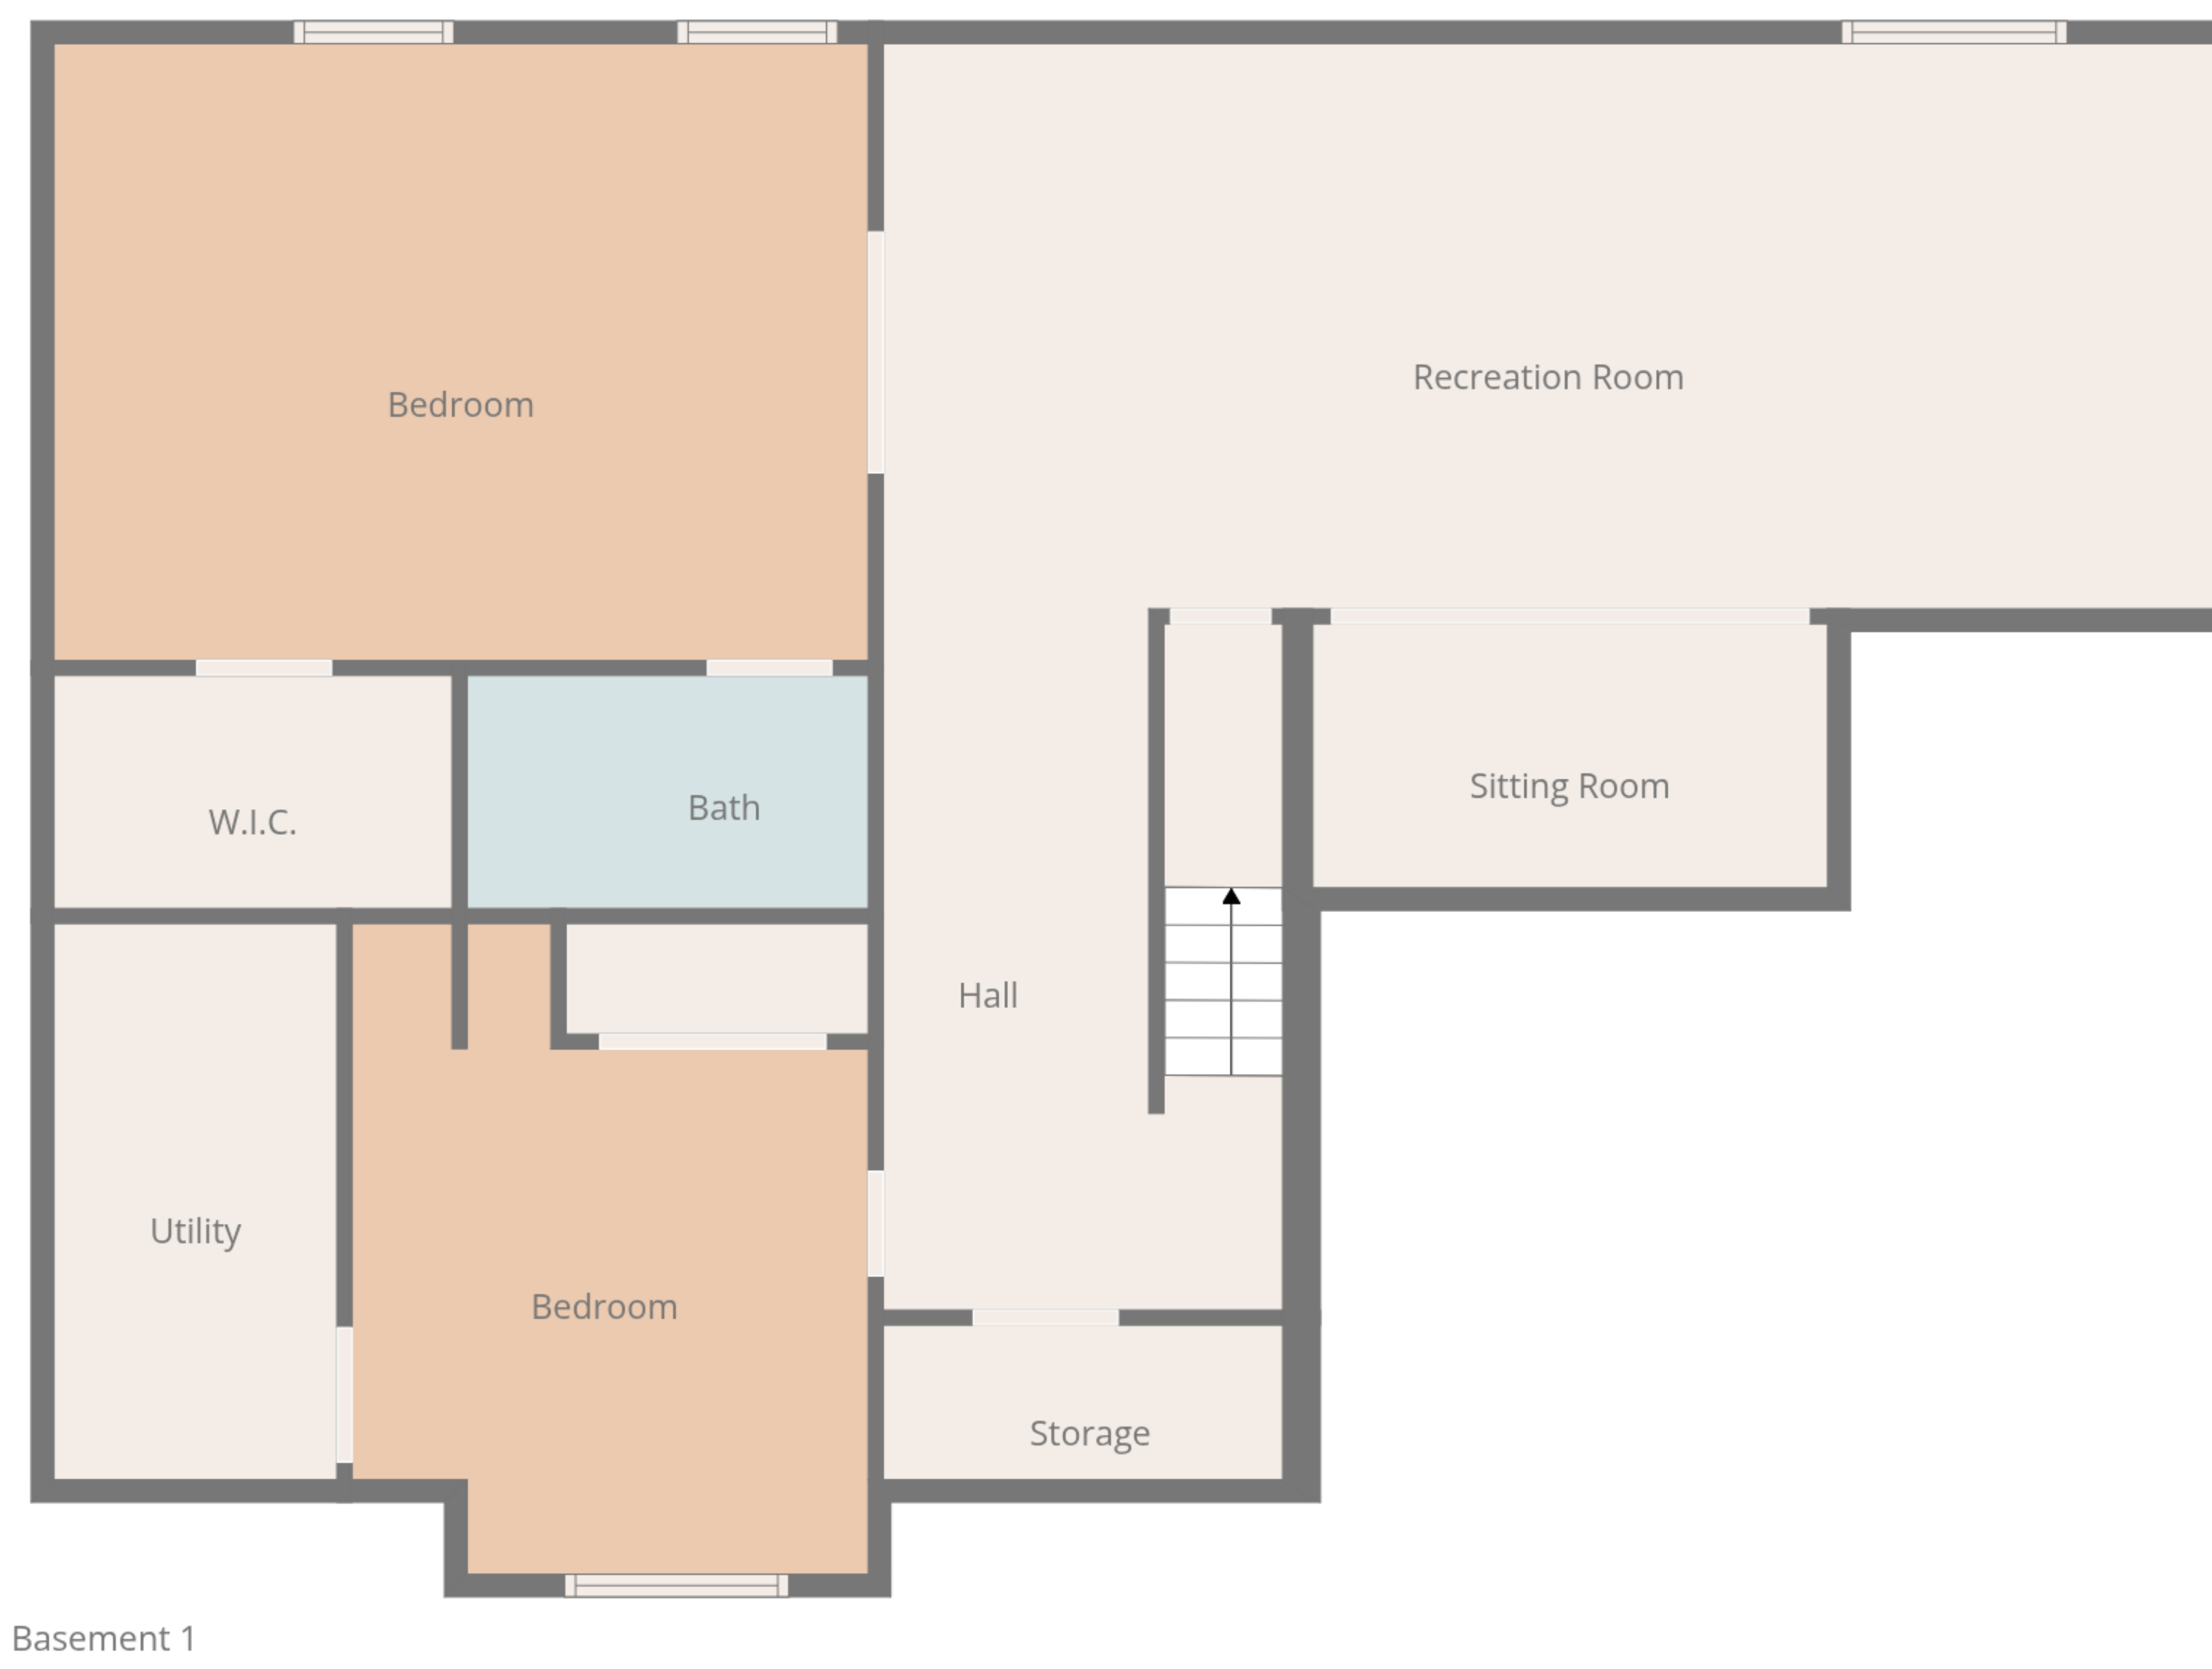 Recreation Room
Bedroom
Sitting Room
W.I.C.
Bath
Hall
Utility
Bedroom
Storage
Basement 1